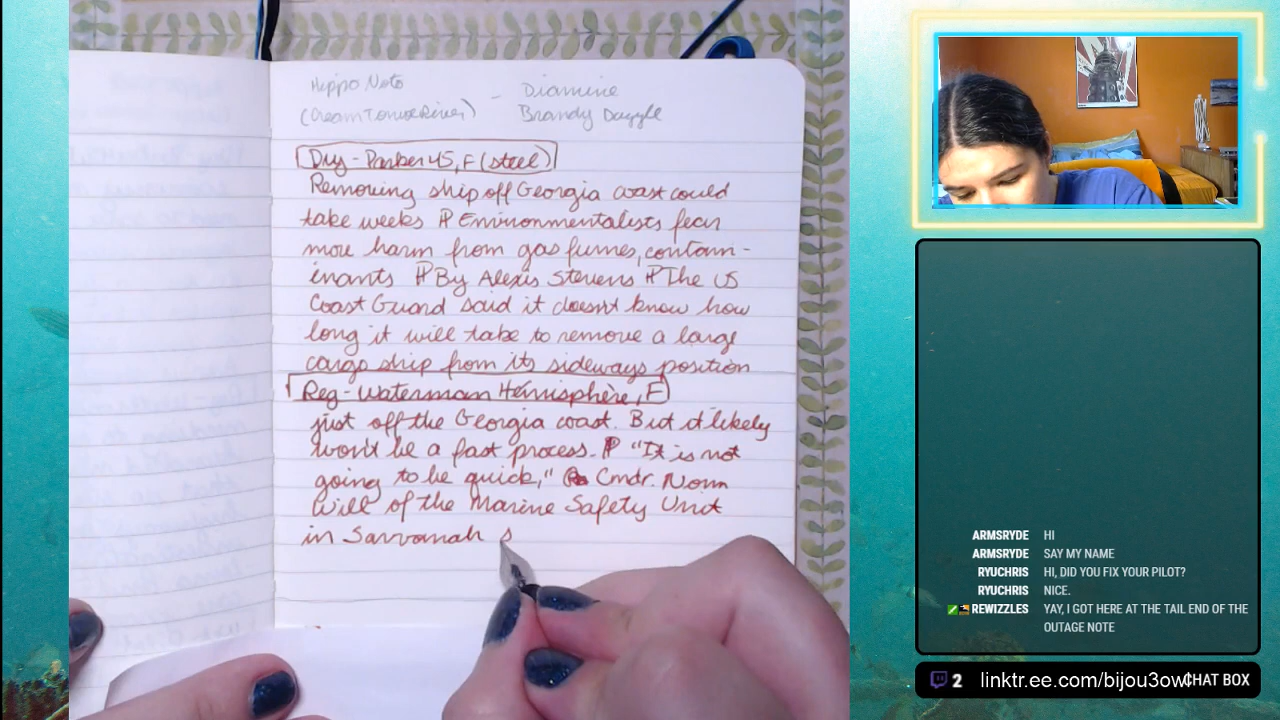 Hippo Noto - Diamine
(Cream Tomoe River) Brandy Dazzle
Dry - Parker 45, F (steel)
Removing ship off Georgia coast could
take weeks ¶ Environmentalists fear
more harm from gas fumes, contam-
inants ¶ By Alexis Stevens ¶ The US
Coast Guard said it doesn't know how
long it will take to remove a large
cargo ship from its sideways position
Reg - Waterman Hémisphère, F
just off the Georgia coast. But it likely
won't be a fast process. ¶ "It is not
going to be quick," Cmdr. Norm
Will of the Marine Safety Unit
in Savvanah s
ARMSRYDE HI
ARMSRYDE SAY MY NAME
RYUCHRIS HI, DID YOU FIX YOUR PILOT?
RYUCHRIS NICE.
REWIZZLES YAY, I GOT HERE AT THE TAIL END OF THE
OUTAGE NOTE
2 linktr.ee.com/bijou3owl CHAT BOX